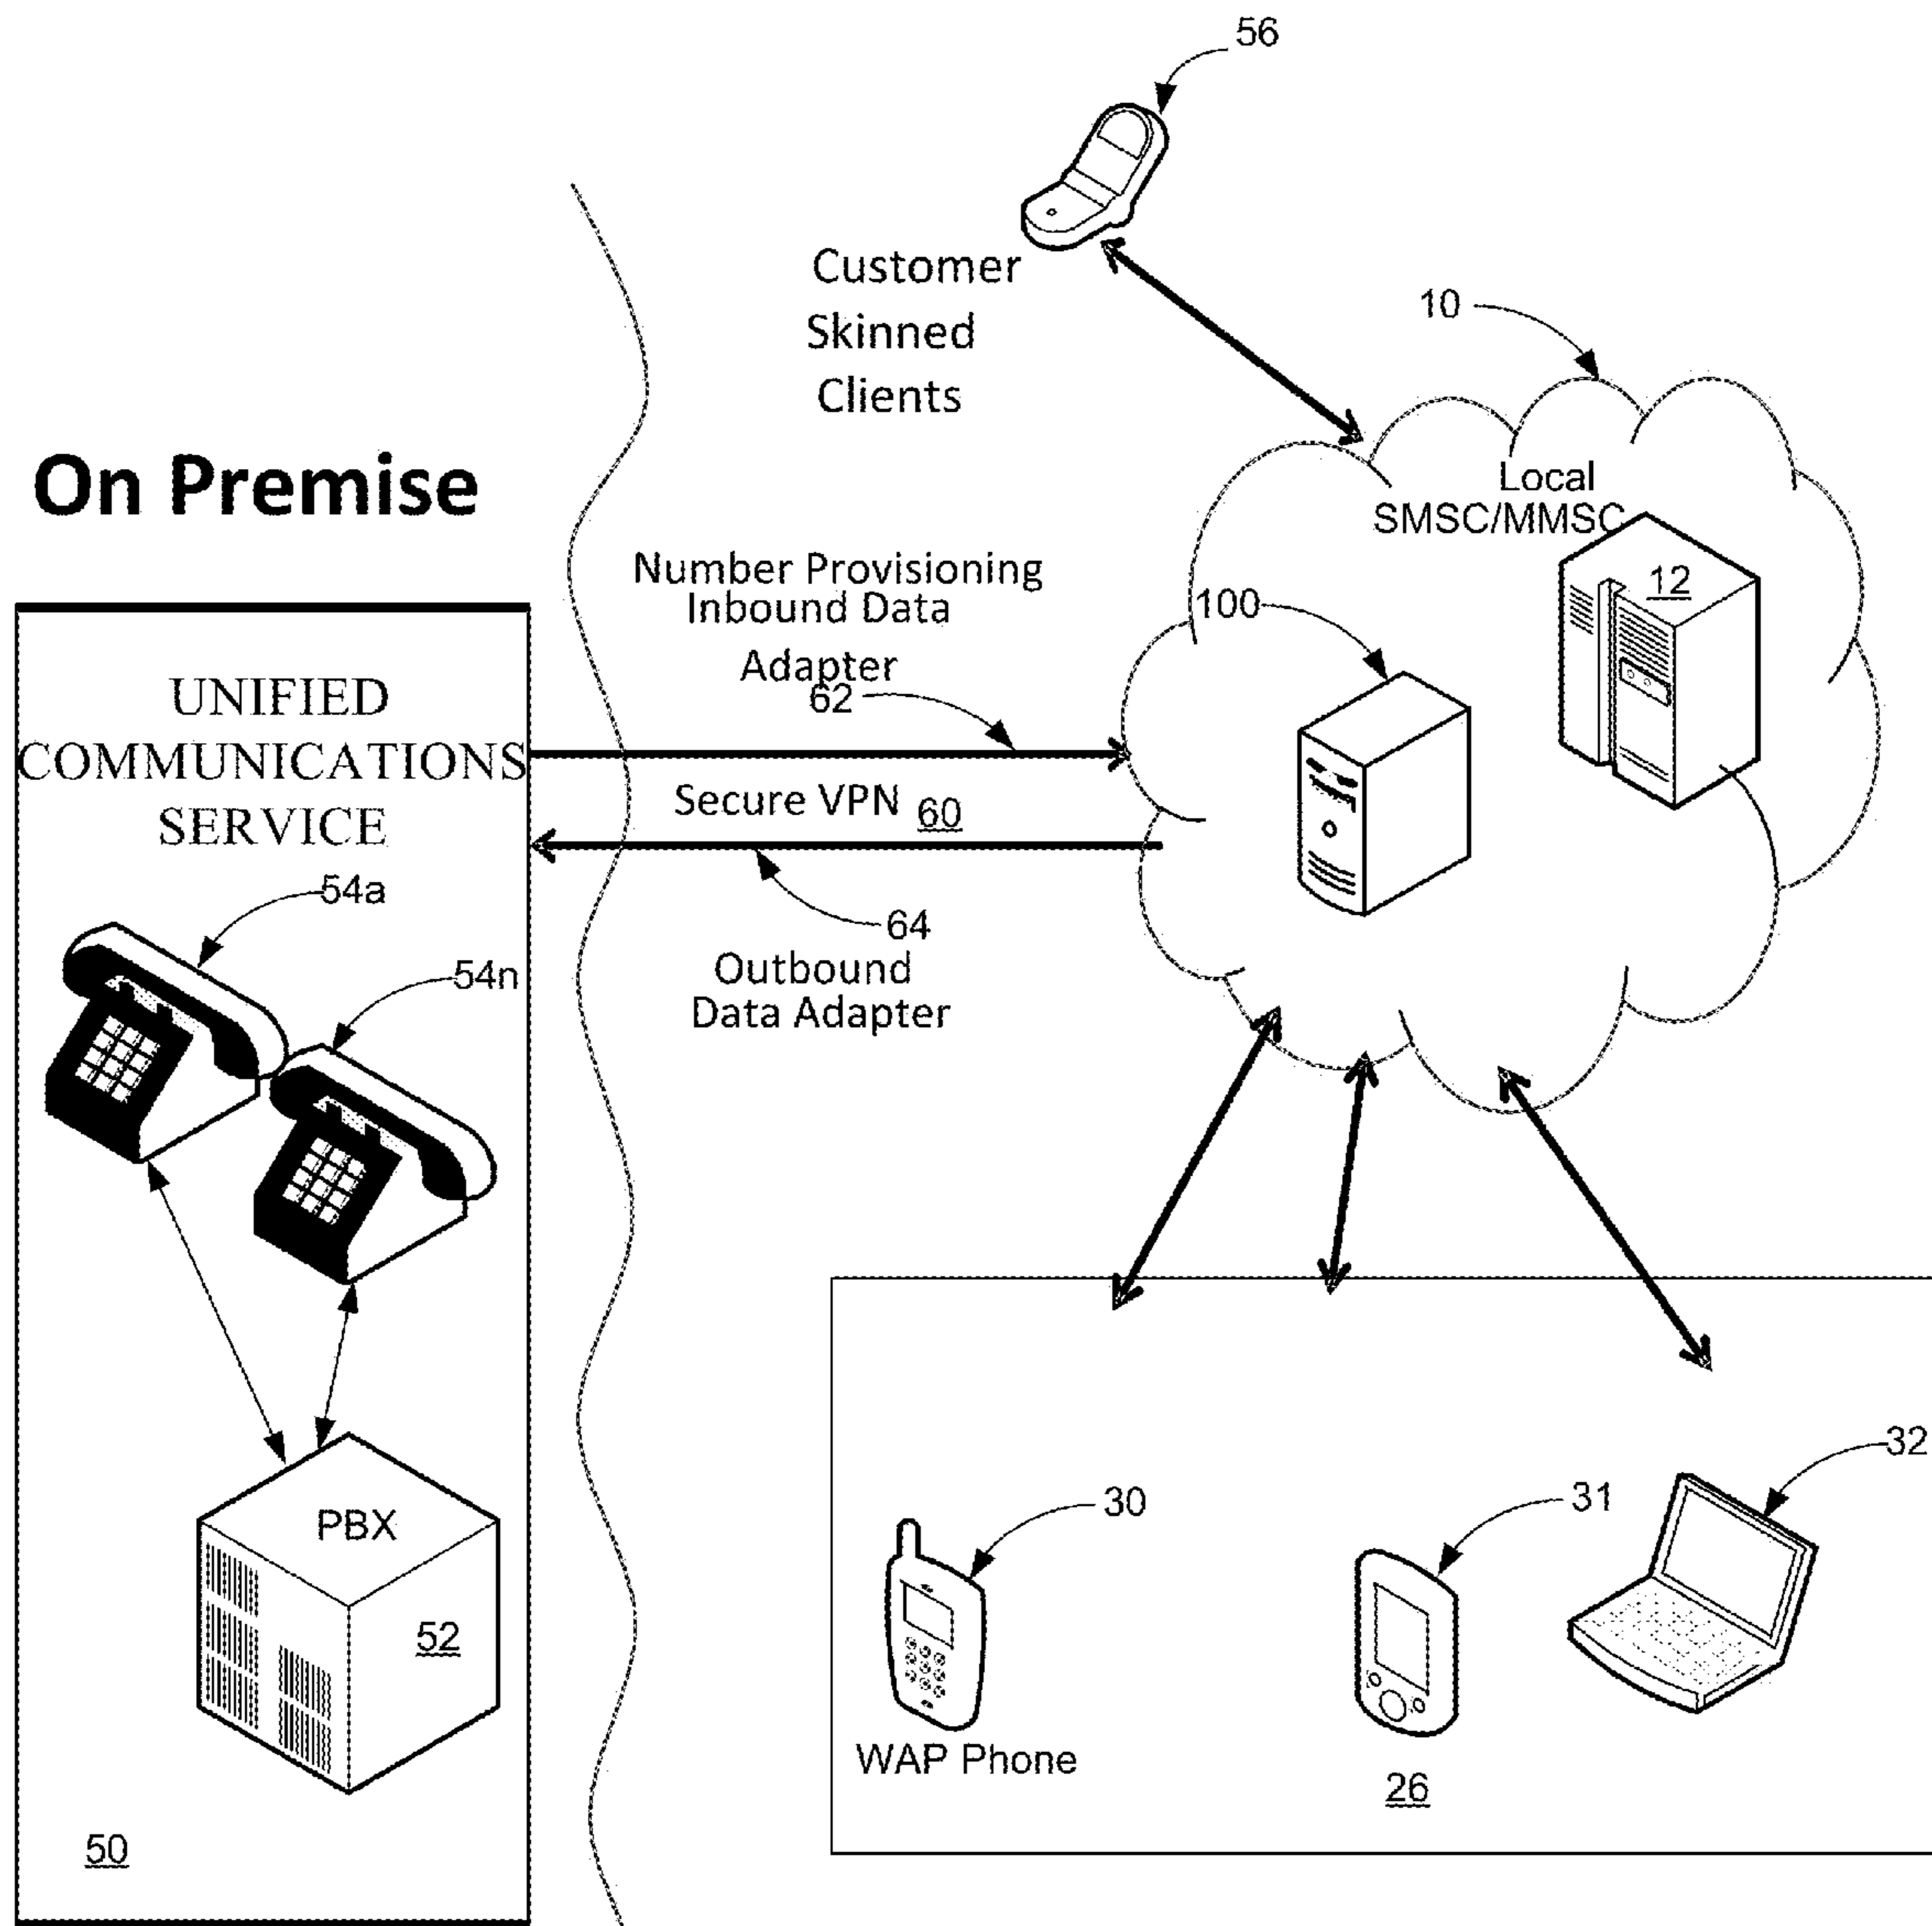 56
Customer
Skinned
Clients
10
On Premise
Local
SMSC/MMSC
12
Number Provisioning
Inbound Data
Adapter
62
100
UNIFIED
COMMUNICATIONS
SERVICE
Secure VPN 60
54a
64
54n
Outbound
Data Adapter
PBX
52
30
31
32
WAP Phone
26
50